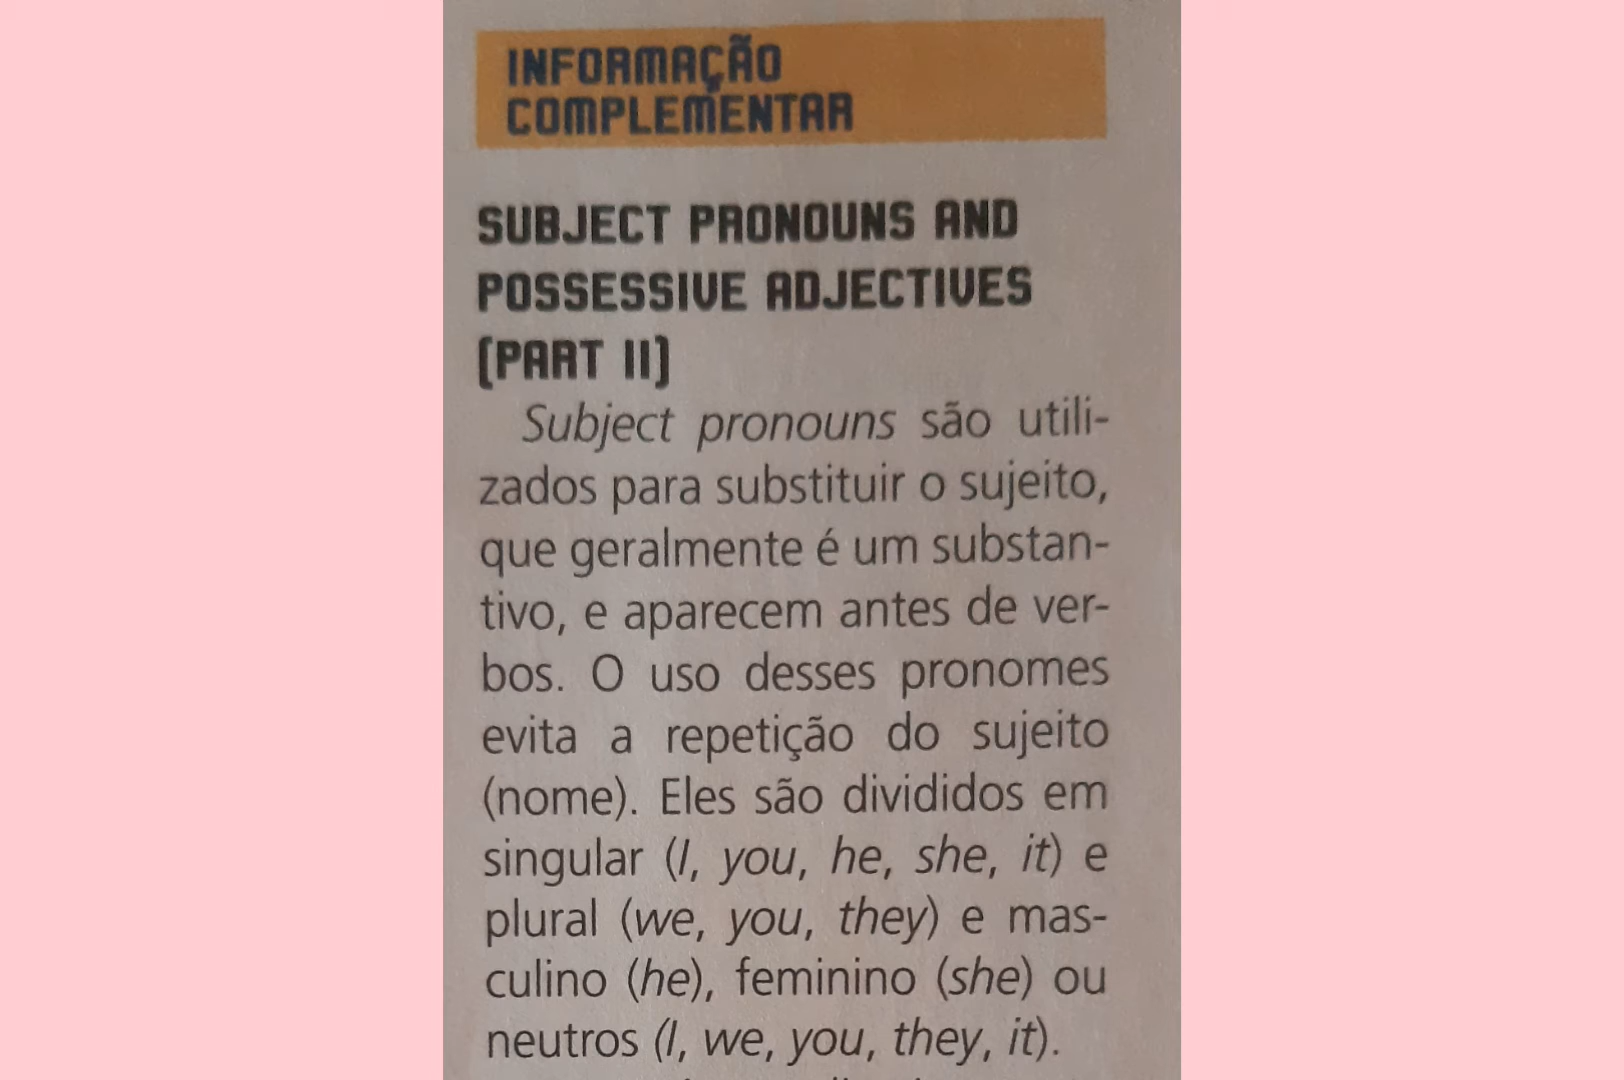 INFORMAÇÃO
COMPLEMENTAR
SUBJECT PRONOUNS AND
POSSESSIVE ADJECTIVES
(PART II)
Subject pronouns são utili-
zados para substituir o sujeito,
que geralmente é um substan-
tivo, e aparecem antes de ver-
bos. O uso desses pronomes
evita a repetição do sujeito
(nome). Eles são divididos em
singular (I, you, he, she, it) e
plural (we, you, they) e mas-
culino (he), feminino (she) ou
neutros (I, we, you, they, it).